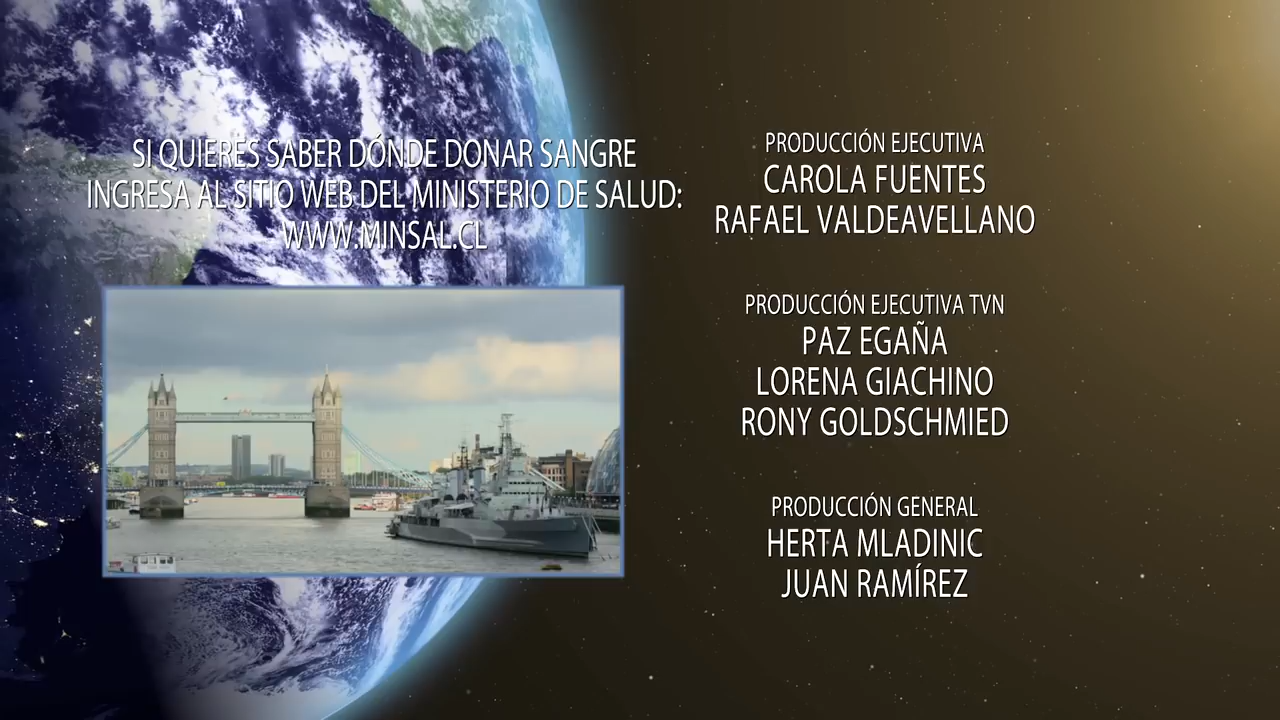 SI QUIERES SABER DÓNDE DONAR SANGRE
INGRESA AL SITIO WEB DEL MINISTERIO DE SALUD:
WWW.MINSAL.CL
PRODUCCIÓN EJECUTIVA
CAROLA FUENTES
RAFAEL VALDEAVELLANO
PRODUCCIÓN EJECUTIVA TVN
PAZ EGAÑA
LORENA GIACHINO
RONY GOLDSCHMIED
PRODUCCIÓN GENERAL
HERTA MLADINIC
JUAN RAMÍREZ